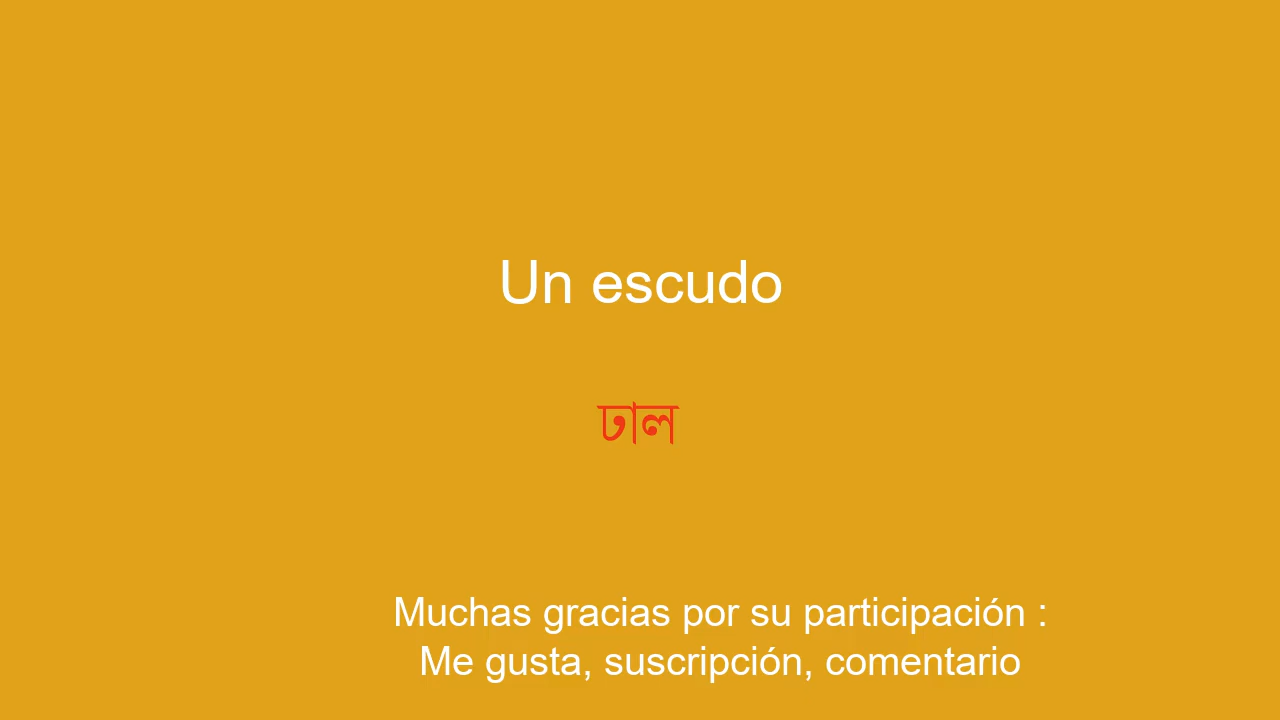 Un escudo
ঢাল
Muchas gracias por su participación :
Me gusta, suscripción, comentario